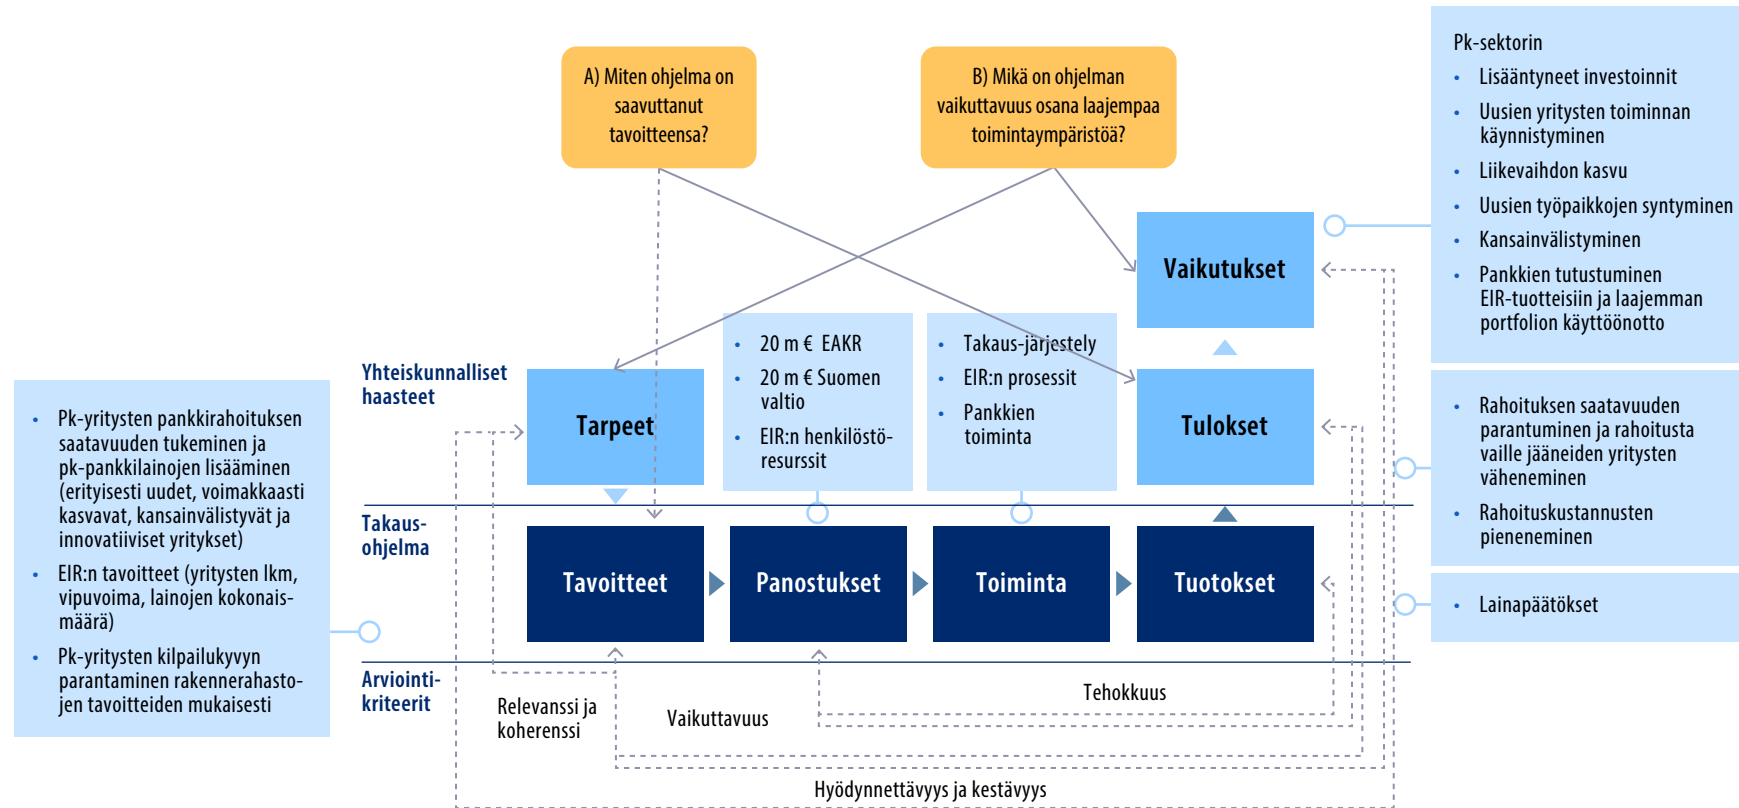 A) Miten ohjelma on
saavuttanut
tavoitteensa?
B) Mikä on ohjelman
vaikuttavuus osana laajempaa
toimintaympäristöä?
Pk-sektorin
• Lisääntyneet investoinnit
• Uusien yritysten toiminnan
käynnistyminen
• Liikevaihdon kasvu
• Uusien työpaikkojen syntyminen
• Kansainvälistyminen
• Pankkien tutustuminen
EIR-tuotteisiin ja laajemman
portfolion käyttöönotto
Vaikutukset
Yhteiskunnalliset
haasteet
Tarpeet
• 20 m € EAKR
• 20 m € Suomen
valtio
• EIR:n henkilöstö-
resurssit
• Takaus-järjestely
• EIR:n prosessit
• Pankkien
toiminta
Tulokset
• Rahoituksen saatavuuden
parantuminen ja rahoitusta
vaille jääneiden yritysten
väheneminen
• Rahoituskustannusten
pieneneminen
• Pk-yritysten pankkirahoituksen
saatavuuden tukeminen ja
pk-pankkilainojen lisääminen
(erityisesti uudet, voimakkaasti
kasvavat, kansainvälistyvät ja
innovatiiviset yritykset)
• EIR:n tavoitteet (yritysten lkm,
vipuvoima, lainojen kokonais-
määrä)
• Pk-yritysten kilpailukyvyn
parantaminen rakennerahasto-
jen tavoitteiden mukaisesti
Takaus-
ohjelma
Tavoitteet
Panostukset
Toiminta
Tuotokset
• Lainapäätökset
Arviointi-
kriteerit
Relevanssi ja
koherenssi
Vaikuttavuus
Tehokkuus
Hyödynnettävyys ja kestävyys